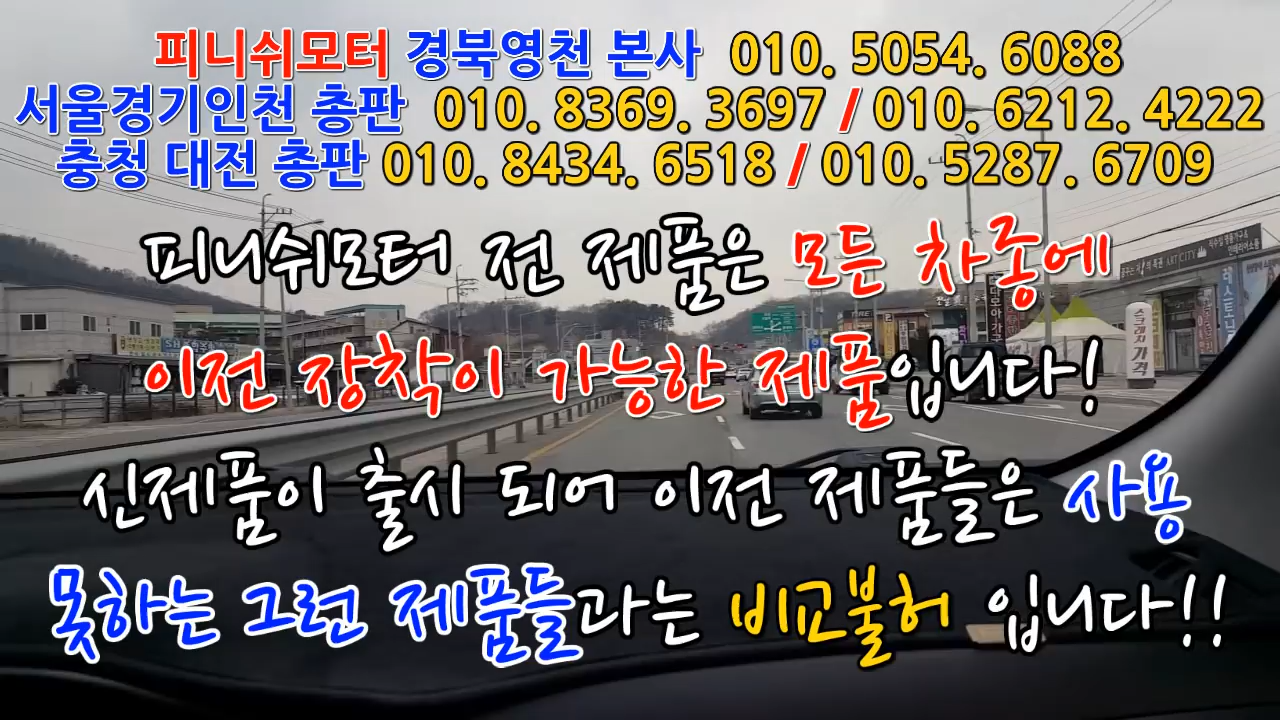 피니쉬모터 경북영천 본사 010. 5054. 6088
서울경기인천 총판 010. 8369. 3697 / 010. 6212. 4222
충청 대전 총판 010. 8434. 6518 / 010. 5287. 6709
피니쉬모터 전 제품은 모든 차종에
이전 장착이 가능한 제품입니다!
신제품이 출시 되어 이전 제품들은 사용
못하는 그런 제품들과는 비교불허 입니다!!
ART CITY
가격